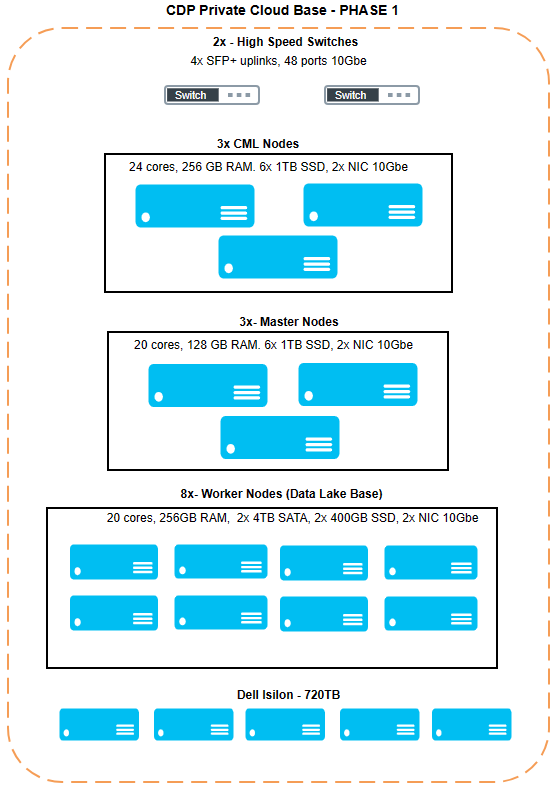 CDP Private Cloud Base - PHASE 1
2x - High Speed Switches
4x SFP+ uplinks, 48 ports 10Gbe
Switch
Switch
3x CML Nodes
24 cores, 256 GB RAM. 6x 1TB SSD, 2x NIC 10Gbe
3x- Master Nodes
20 cores, 128 GB RAM. 6x 1TB SSD, 2x NIC 10Gbe
8x- Worker Nodes (Data Lake Base)
20 cores, 256GB RAM, 2x 4TB SATA, 2x 400GB SSD, 2x NIC 10Gbe
Dell Isilon - 720TB